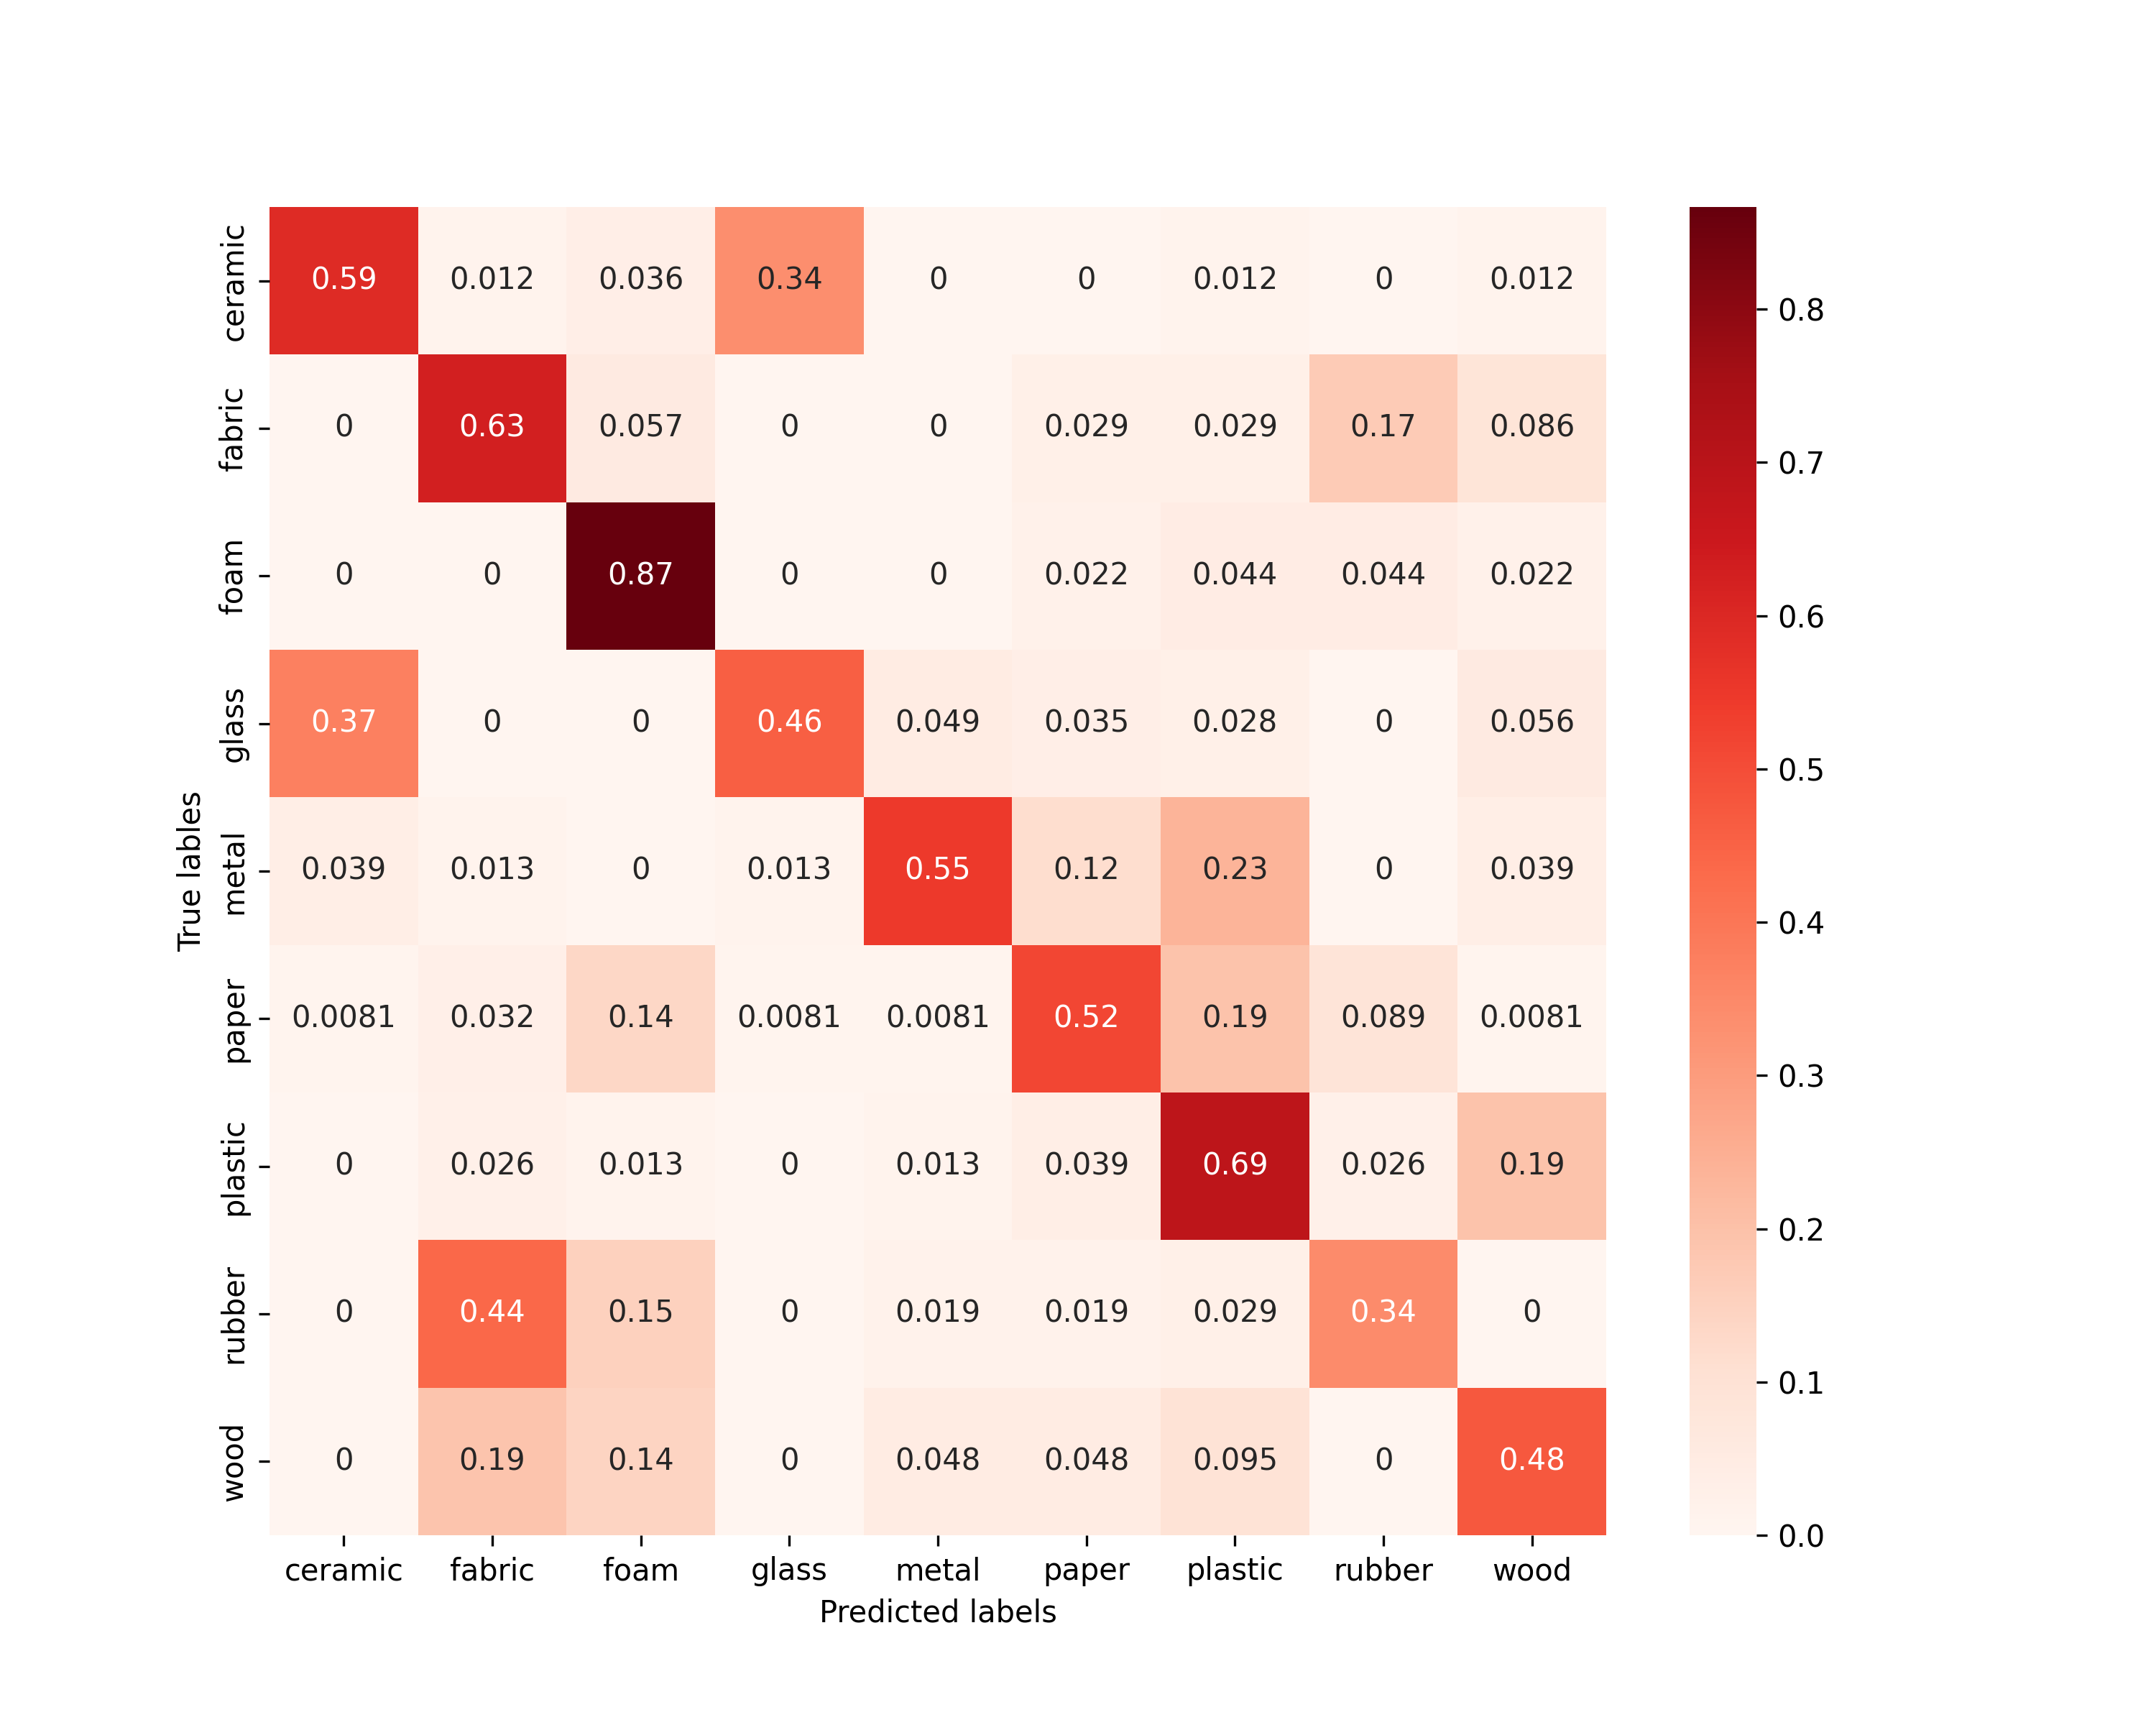 ceramic 0.59 0.012 0.036 0.34 0 0 0.012 0 0.012
fabric 0 0.63 0.057 0 0 0.029 0.029 0.17 0.086
foam 0 0 0.87 0 0 0.022 0.044 0.044 0.022
glass 0.37 0 0 0.46 0.049 0.035 0.028 0 0.056
metal 0.039 0.013 0 0.013 0.55 0.12 0.23 0 0.039
paper 0.0081 0.032 0.14 0.0081 0.0081 0.52 0.19 0.089 0.0081
plastic 0 0.026 0.013 0 0.013 0.039 0.69 0.026 0.19
rubber 0 0.44 0.15 0 0.019 0.019 0.029 0.34 0
wood 0 0.19 0.14 0 0.048 0.048 0.095 0 0.48
ceramic fabric foam glass metal paper plastic rubber wood
Predicted labels
True lables
0.8
0.7
0.6
0.5
0.4
0.3
0.2
0.1
0.0